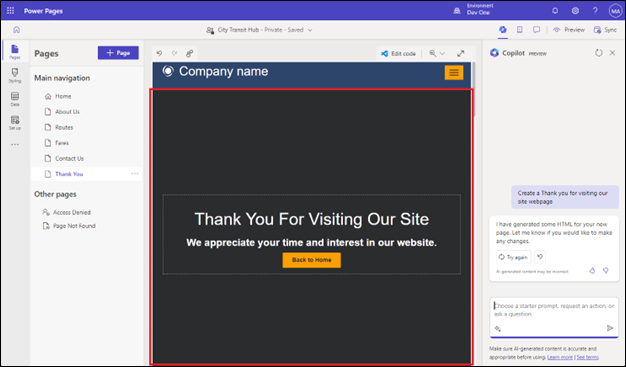 Power Pages
Environment
Dev One
MA
City Transit Hub - Private - Saved
Preview
Sync
Pages
Styling
Data
Set up
Pages
+ Page
Main navigation
Home
About Us
Routes
Fares
Contact Us
Thank You
Other pages
Access Denied
Page Not Found
Edit code
Company name
Thank You For Visiting Our Site
We appreciate your time and interest in our website.
Back to Home
Copilot PREVIEW
Create a Thank you for visiting our
site webpage
I have generated some HTML for your new
page. Let me know if you would like to make
any changes.
Try again
AI-generated content may be incorrect
Choose a starter prompt, request an action, or
ask a question
Make sure AI-generated content is accurate and
appropriate before using. Learn more | See terms